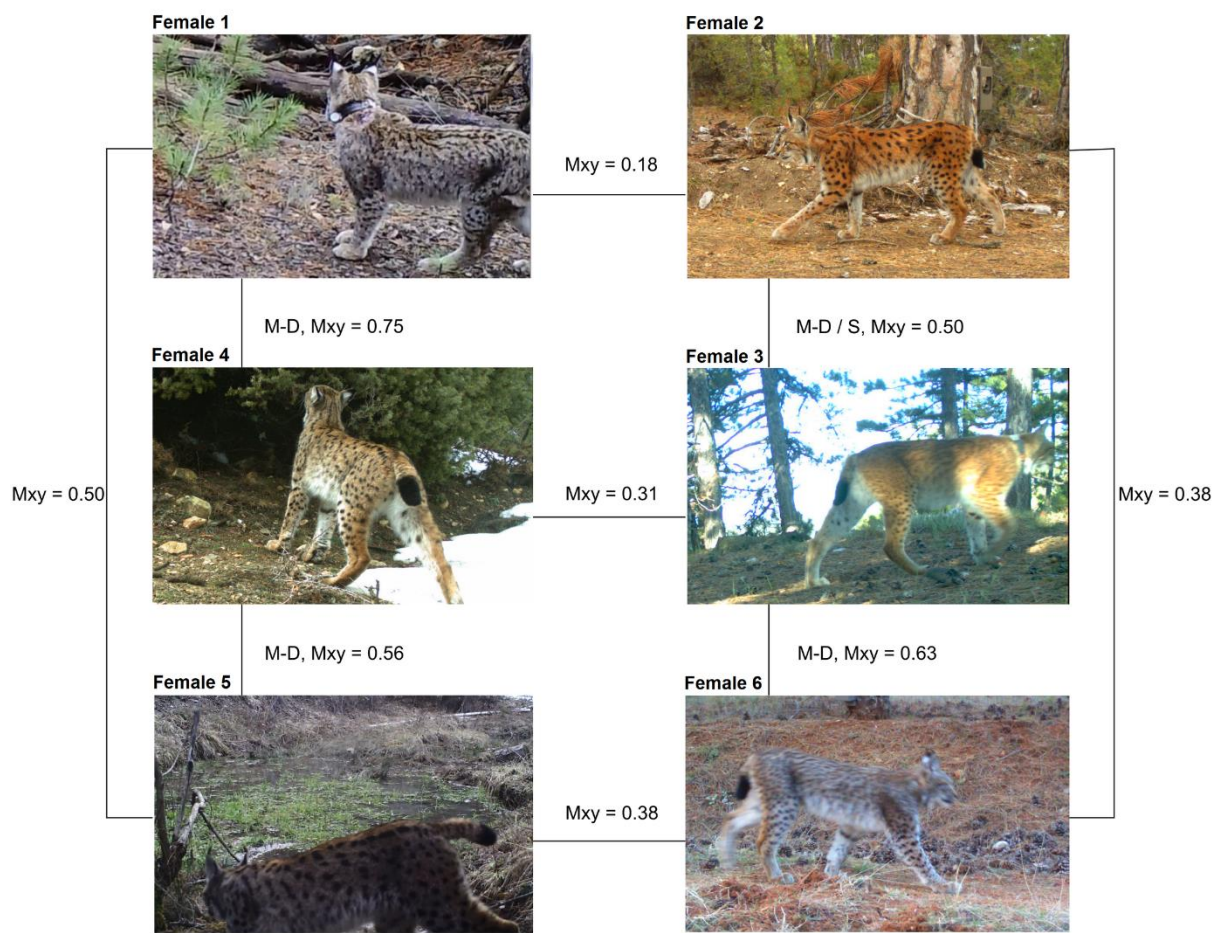 Female 1
Female 2
Mxy = 0.18
M-D, Mxy = 0.75
M-D / S, Mxy = 0.50
Female 4
Female 3
Mxy = 0.50
Mxy = 0.31
Mxy = 0.38
M-D, Mxy = 0.56
M-D, Mxy = 0.63
Female 5
Female 6
Mxy = 0.38